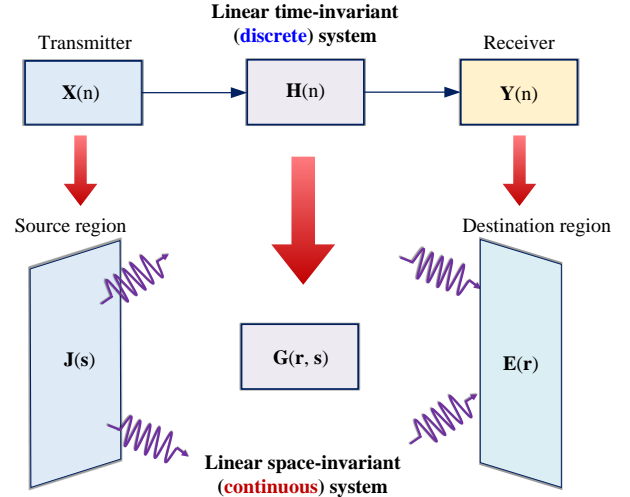 Linear time-invariant
(discrete) system
Transmitter
Receiver
X(n)
H(n)
Y(n)
Source region
Destination region
J(s)
G(r, s)
E(r)
Linear space-invariant
(continuous) system